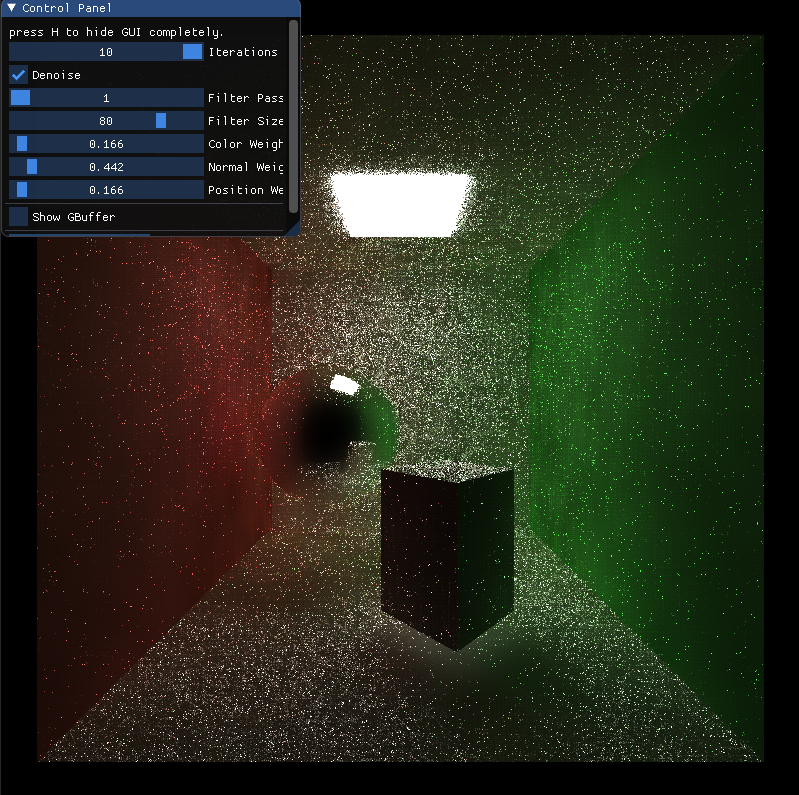 Control Panel
press H to hide GUI completely.
10 Iterations
Denoise
1 Filter Pass
80 Filter Size
0.166 Color Weigh
0.442 Normal Weig
0.166 Position We
Show GBuffer